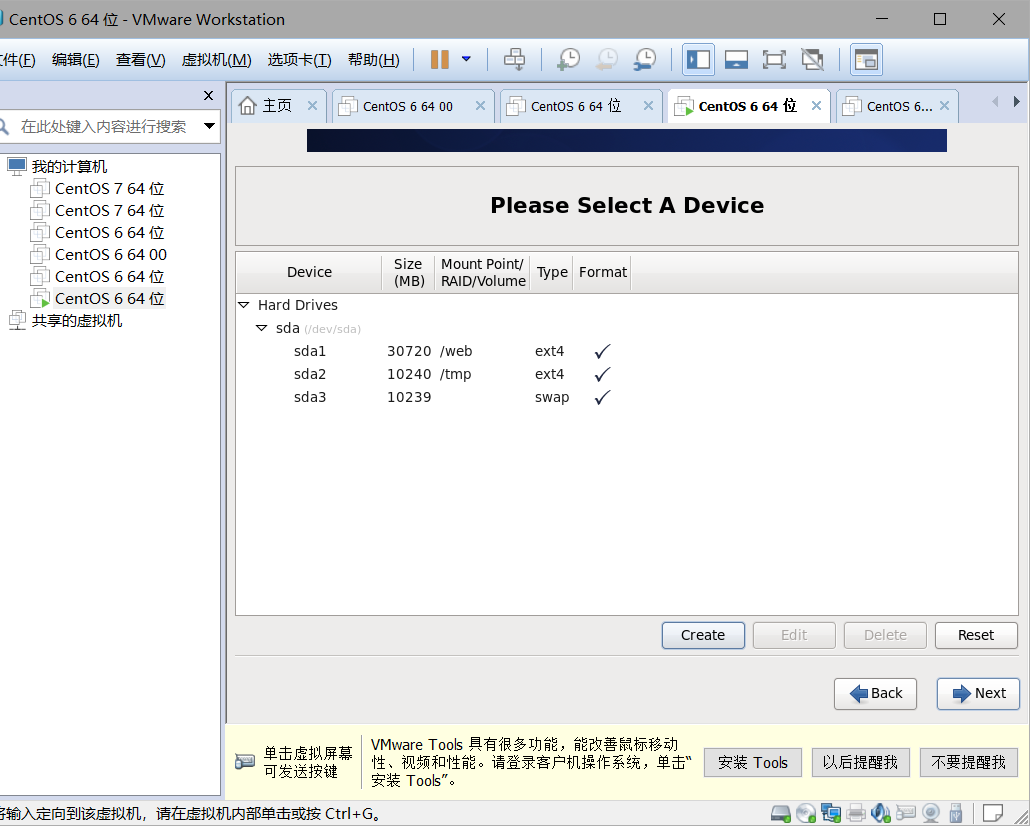 CentOS 6 64 位 - VMware Workstation
件(F) 编辑(E) 查看(V) 虚拟机(M) 选项卡(T) 帮助(H)
主页 CentOS 6 64 00 CentOS 6 64 位 CentOS 6 64 位 CentOS 6...
在此处键入内容进行搜索
我的计算机
CentOS 7 64 位
CentOS 7 64 位
CentOS 6 64 位
CentOS 6 64 00
CentOS 6 64 位
CentOS 6 64 位
共享的虚拟机
Please Select A Device
Device Size (MB) Mount Point/ RAID/Volume Type Format
Hard Drives
sda (/dev/sda)
sda1 30720 /web ext4 ✓
sda2 10240 /tmp ext4 ✓
sda3 10239 swap ✓
Create Edit Delete Reset
Back Next
单击虚拟屏幕
可发送按键
VMware Tools 具有很多功能，能改善鼠标移动
性、视频和性能。请登录客户机操作系统，单击“
安装 Tools”。
安装 Tools 以后提醒我 不要提醒我
将输入定向到该虚拟机，请在虚拟机内部单击或按 Ctrl+G。